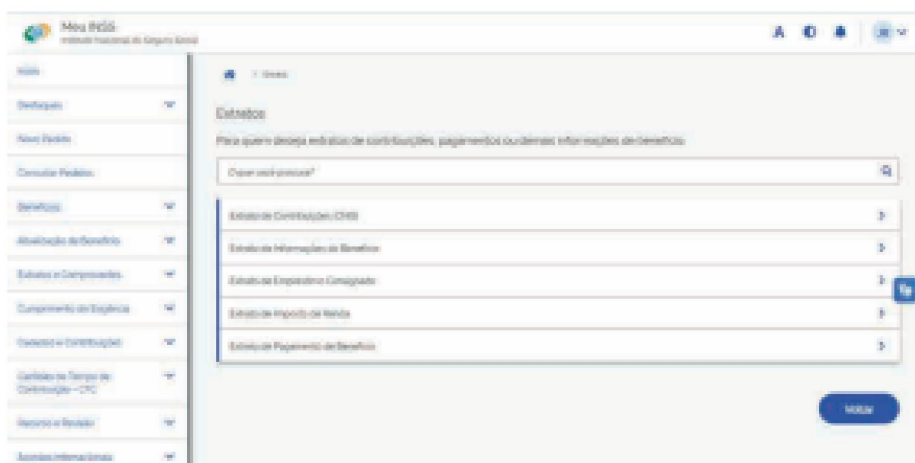 Meu INSS
Instituto Nacional do Seguro Social
A
Início
Destaques
Novo Pedido
Consultar Pedidos
Benefícios
Atualização de Benefício
Extratos e Comprovantes
Cumprimento de Exigência
Cadastro e Contribuições
Certidão de Tempo de
Contribuição - CTC
Recurso e Revisão
Acordos Internacionais
Extratos
Para quem deseja extratos de contribuições, pagamentos ou demais informações de benefício
O que você procura?
Extrato de Contribuições (CNIS)
Extrato de Informações do Benefício
Extrato de Empréstimo Consignado
Extrato de Imposto de Renda
Extrato de Pagamento de Benefício
Voltar